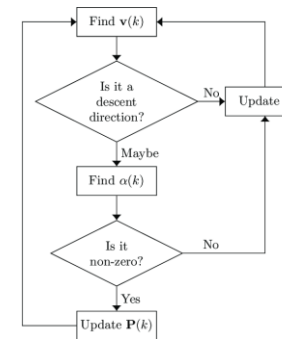 Find v(k)
Is it a
descent
direction?
No
Update
Maybe
Find α(k)
Is it
non-zero?
No
Yes
Update P(k)